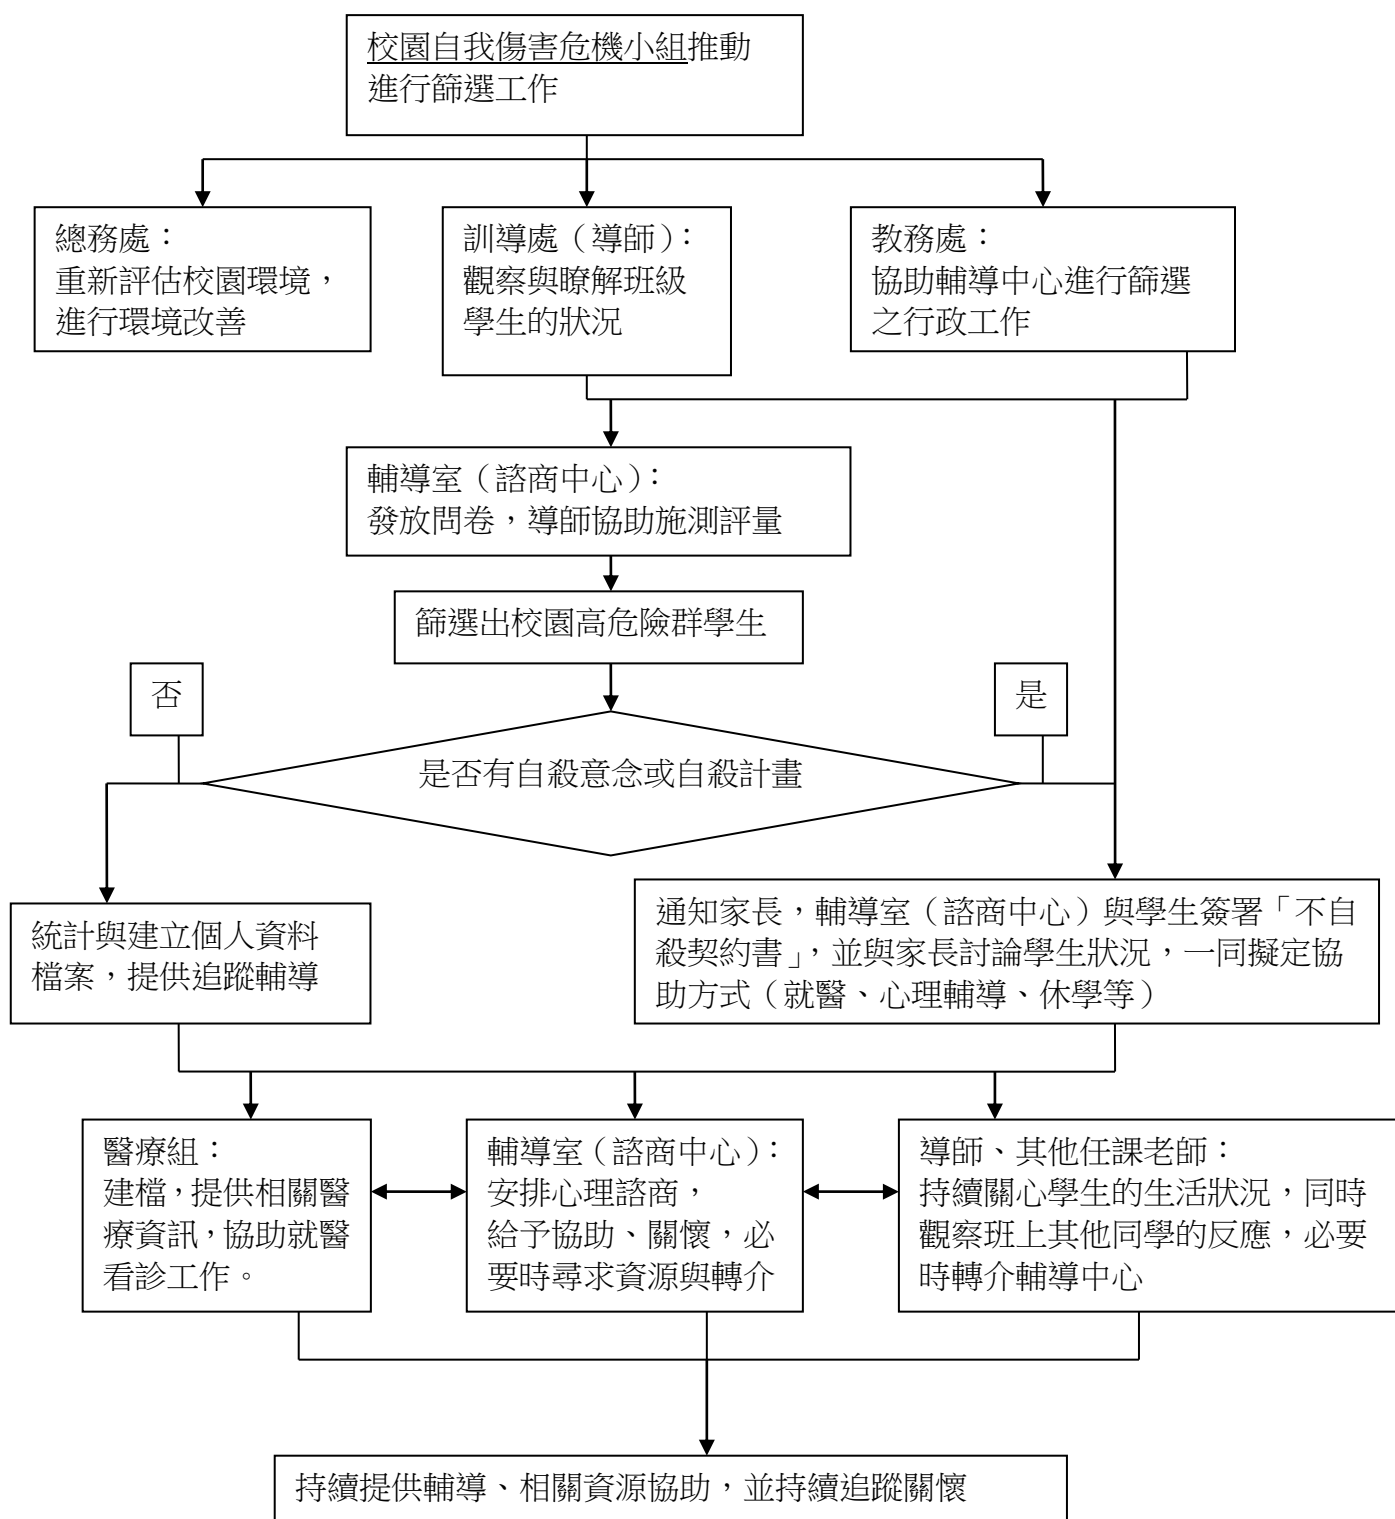 校園自我傷害危機小組推動
進行篩選工作
總務處：
重新評估校園環境，
進行環境改善
訓導處（導師）：
觀察與瞭解班級
學生的狀況
教務處：
協助輔導中心進行篩選
之行政工作
輔導室（諮商中心）：
發放問卷，導師協助施測評量
篩選出校園高危險群學生
否
是
是否有自殺意念或自殺計畫
統計與建立個人資料
檔案，提供追蹤輔導
通知家長，輔導室（諮商中心）與學生簽署「不自
殺契約書」，並與家長討論學生狀況，一同擬定協
助方式（就醫、心理輔導、休學等）
醫療組：
建檔，提供相關醫
療資訊，協助就醫
看診工作。
輔導室（諮商中心）：
安排心理諮商，
給予協助、關懷，必
要時尋求資源與轉介
導師、其他任課老師：
持續關心學生的生活狀況，同時
觀察班上其他同學的反應，必要
時轉介輔導中心
持續提供輔導、相關資源協助，並持續追蹤關懷